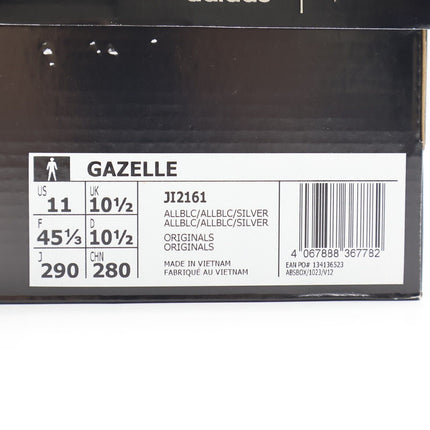 adidas
GAZELLE
US 11 UK 10½
F 45⅓ D 10½
J 290 CHN 280
JI2161
ALLBLC/ALLBLC/SILVER
ALLBLC/ALLBLC/SILVER
ORIGINALS
ORIGINALS
MADE IN VIETNAM
FABRIQUÉ AU VIETNAM
4 067888 367782
EAN PO# 134136523
ABSBOX/1023/V12